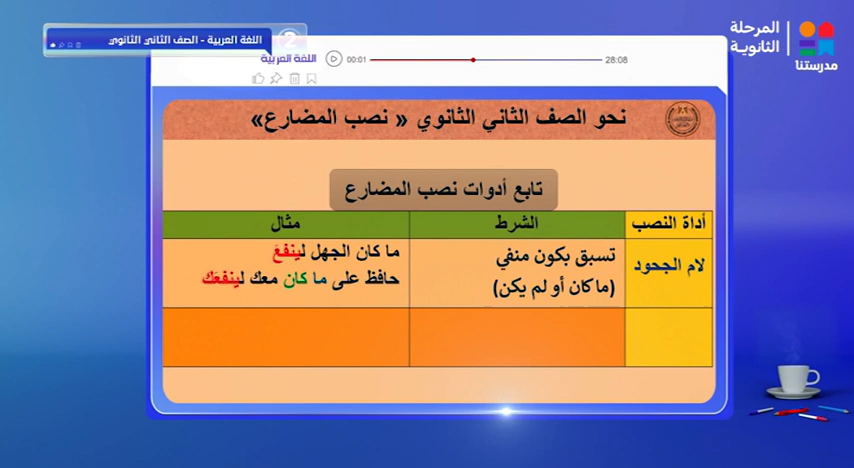 اللغة العربية - الصف الثاني الثانوي
المرحلة
الثانوية
مدرستنا
اللغة العربية
00:01
28:08
نحو الصف الثاني الثانوي « نصب المضارع»
تابع أدوات نصب المضارع
أداة النصب
الشرط
مثال
لام الجحود
تسبق بكون منفي
(ما كان أو لم يكن)
ما كان الجهل لينفعَ
حافظ على ما كان معك لينفعَك